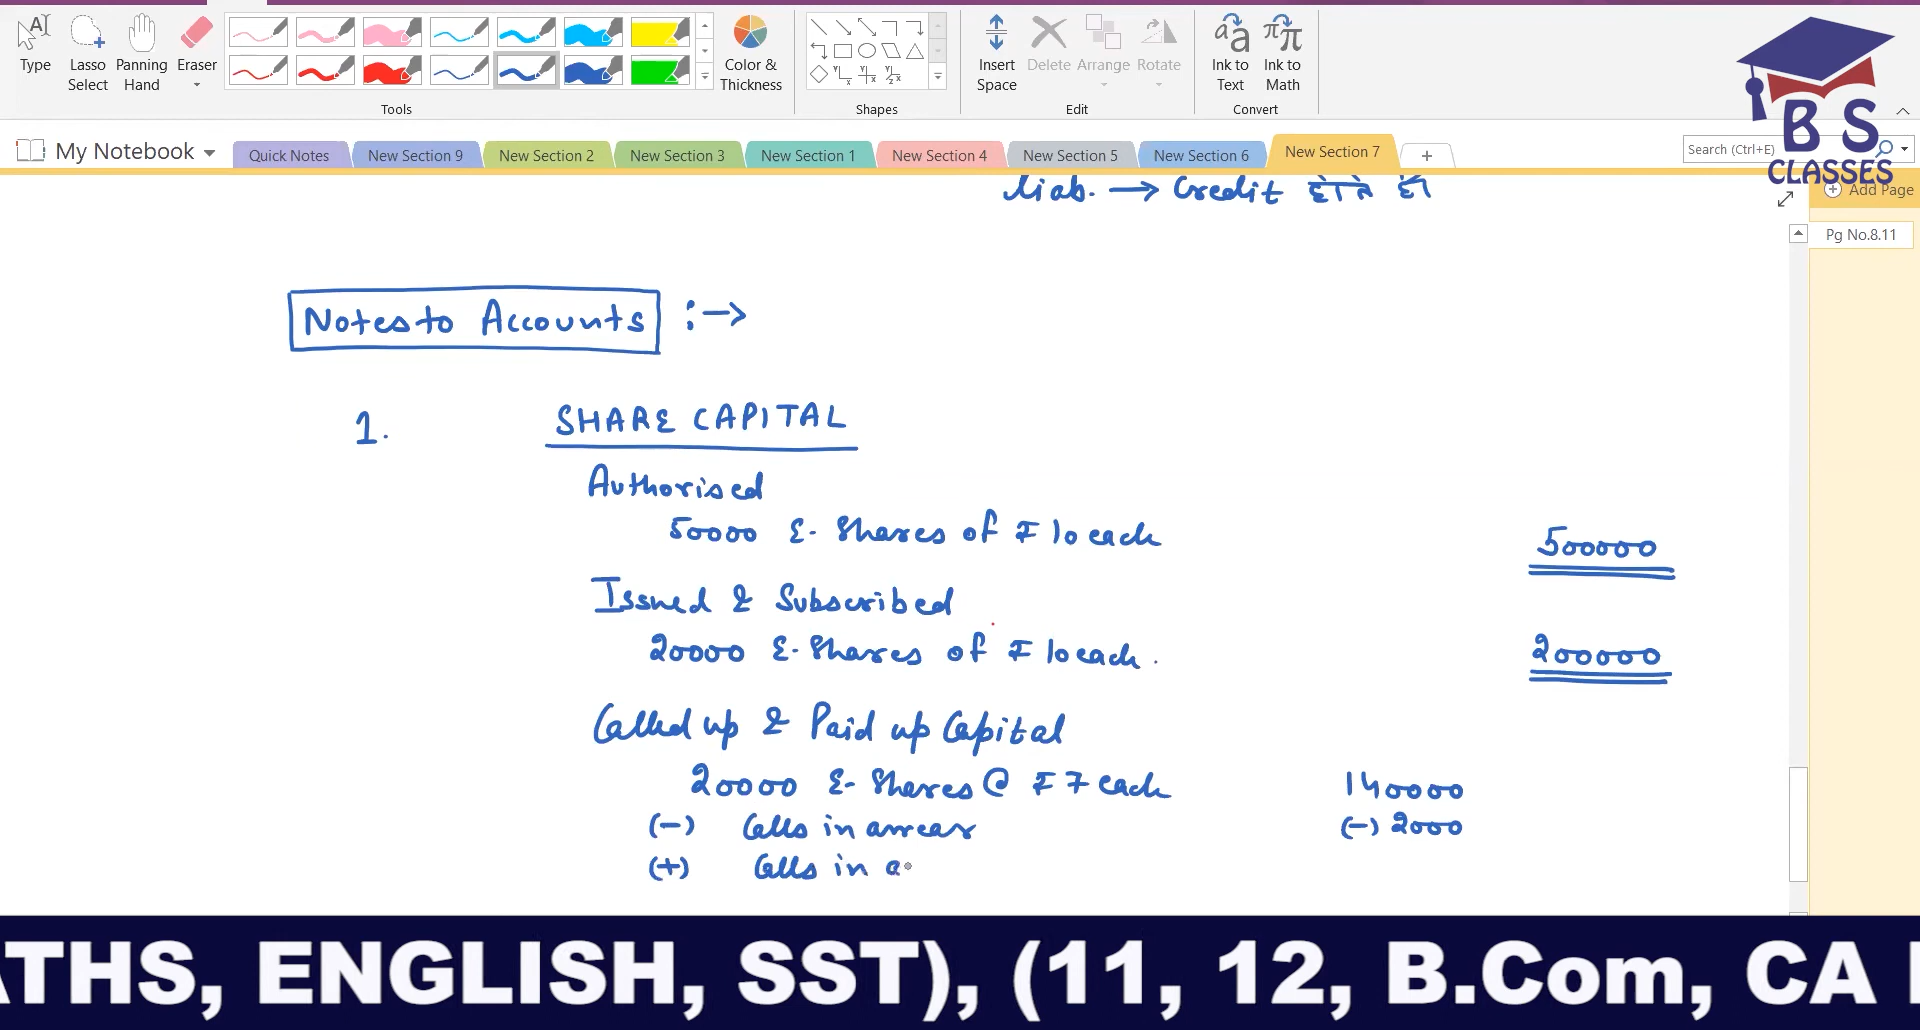 Type
Lasso
Select
Panning
Hand
Eraser
Tools
Color &
Thickness
Shapes
Insert
Space
Delete
Arrange
Rotate
Edit
Ink to
Text
Ink to
Math
Convert
B S
CLASSES
My Notebook
Quick Notes
New Section 9
New Section 2
New Section 3
New Section 1
New Section 4
New Section 5
New Section 6
New Section 7
Search (Ctrl+E)
Add Page
Pg No.8.11
liab. → Credit
Notes to Accounts :→
1. SHARE CAPITAL
Authorised
50000 E- Shares of ₹ 10 each 500000
Issued & Subscribed
20000 E- Shares of ₹ 10 each. 200000
Called up & Paid up Capital
20000 E- Shares @ ₹ 7 each 140000
(-) Calls in arrear (-) 2000
(+) Calls in a
ATHS, ENGLISH, SST), (11, 12, B.Com, CA